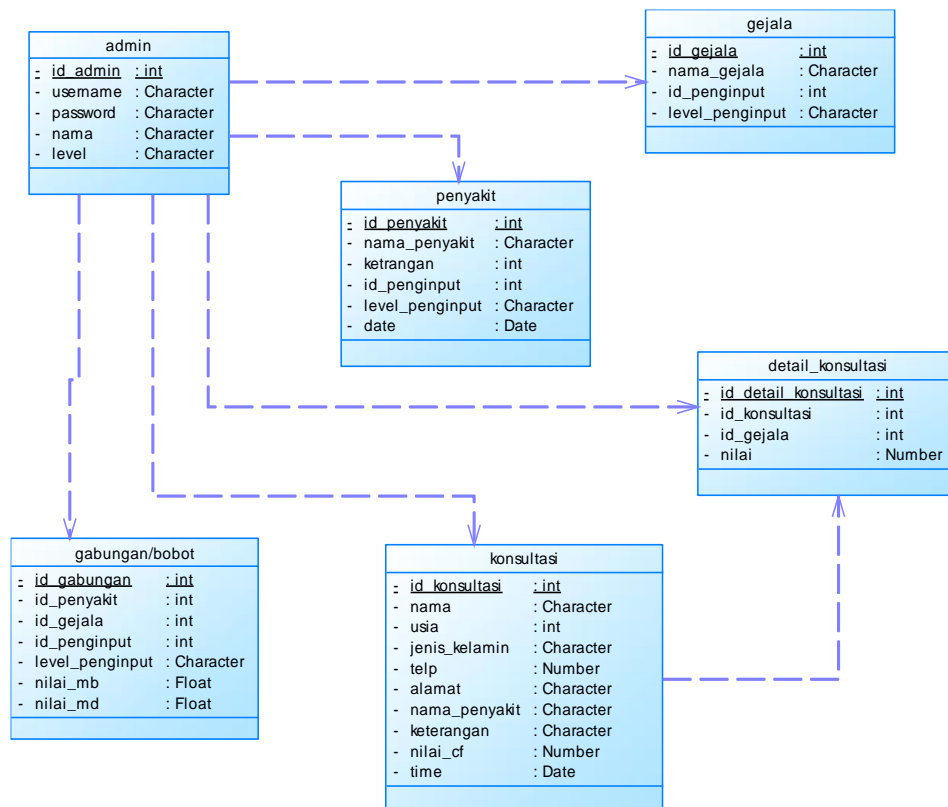 admin
- id_admin : int
- username : Character
- password : Character
- nama : Character
- level : Character
gejala
- id_gejala : int
- nama_gejala : Character
- id_penginput : int
- level_penginput : Character
penyakit
- id_penyakit : int
- nama_penyakit : Character
- ketrangan : int
- id_penginput : int
- level_penginput : Character
- date : Date
detail_konsultasi
- id_detail_konsultasi : int
- id_konsultasi : int
- id_gejala : int
- nilai : Number
gabungan/bobot
- id_gabungan : int
- id_penyakit : int
- id_gejala : int
- id_penginput : int
- level_penginput : Character
- nilai_mb : Float
- nilai_md : Float
konsultasi
- id_konsultasi : int
- nama : Character
- usia : int
- jenis_kelamin : Character
- telp : Number
- alamat : Character
- nama_penyakit : Character
- keterangan : Character
- nilai_cf : Number
- time : Date